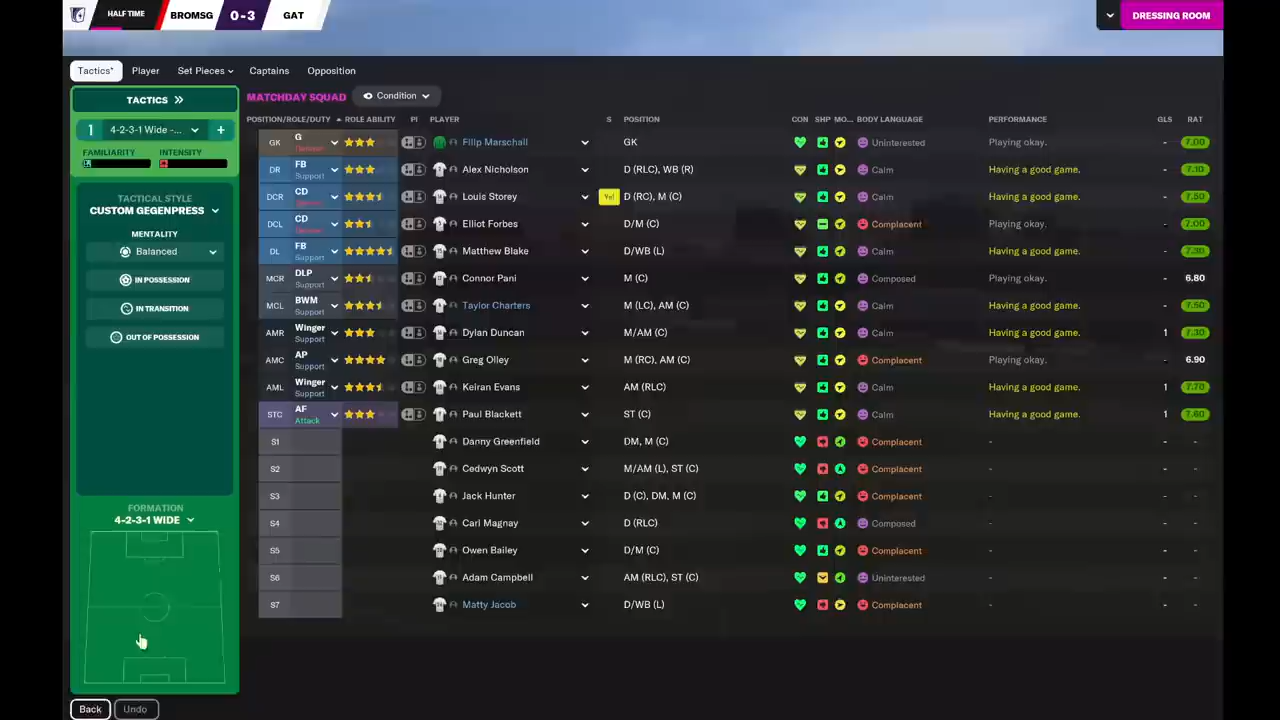 HALF TIME BROMSG 0-3 GAT DRESSING ROOM
Tactics* Player Set Pieces Captains Opposition
TACTICS
MATCHDAY SQUAD Condition
1 4-2-3-1 Wide -... +
FAMILIARITY INTENSITY
TACTICAL STYLE
CUSTOM GEGENPRESS
MENTALITY
Balanced
IN POSSESSION
IN TRANSITION
OUT OF POSSESSION
FORMATION
4-2-3-1 WIDE
POSITION/ROLE/DUTY ROLE ABILITY PI PLAYER S POSITION CON SHP MO... BODY LANGUAGE PERFORMANCE GLS RAT
GK G Filip Marschall GK Uninterested Playing okay. - 7.00
DR FB Support Alex Nicholson D (RLC), WB (R) Calm Having a good game. - 7.10
DCR CD Louis Storey Yel D (RC), M (C) Calm Having a good game. - 7.50
DCL CD Elliot Forbes D/M (C) Complacent Having a good game. - 7.00
DL FB Support Matthew Blake D/WB (L) Calm Having a good game. - 7.30
MCR DLP Support Connor Pani M (C) Composed Playing okay. - 6.80
MCL BWM Support Taylor Charters M (LC), AM (C) Calm Having a good game. - 7.50
AMR Winger Support Dylan Duncan M/AM (C) Calm Having a good game. 1 7.30
AMC AP Support Greg Olley M (RC), AM (C) Complacent Playing okay. - 6.90
AML Winger Support Keiran Evans AM (RLC) Calm Having a good game. 1 7.70
STC AF Attack Paul Blackett ST (C) Calm Having a good game. 1 7.60
S1 Danny Greenfield DM, M (C) Complacent - - -
S2 Cedwyn Scott M/AM (L), ST (C) Complacent - - -
S3 Jack Hunter D (C), DM, M (C) Complacent - - -
S4 Carl Magnay D (RLC) Composed - - -
S5 Owen Bailey D/M (C) Complacent - - -
S6 Adam Campbell AM (RLC), ST (C) Uninterested - - -
S7 Matty Jacob D/WB (L) Complacent - - -
Back Undo